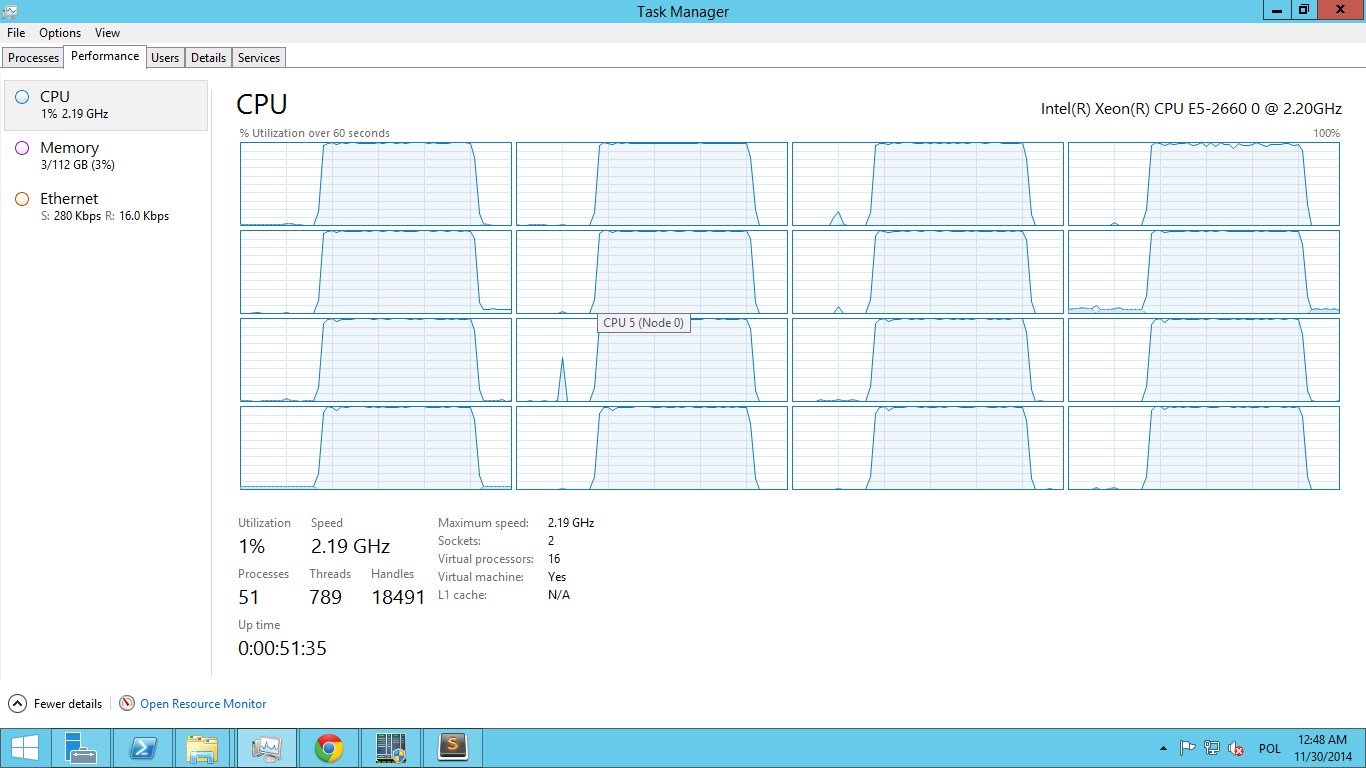 Task Manager
File Options View
Processes Performance Users Details Services
CPU
1% 2.19 GHz
Memory
3/112 GB (3%)
Ethernet
S: 280 Kbps R: 16.0 Kbps
CPU
Intel(R) Xeon(R) CPU E5-2660 0 @ 2.20GHz
% Utilization over 60 seconds
100%
CPU 5 (Node 0)
Utilization Speed
1% 2.19 GHz
Processes Threads Handles
51 789 18491
Up time
0:00:51:35
Maximum speed: 2.19 GHz
Sockets: 2
Virtual processors: 16
Virtual machine: Yes
L1 cache: N/A
Fewer details
Open Resource Monitor
POL
12:48 AM
11/30/2014